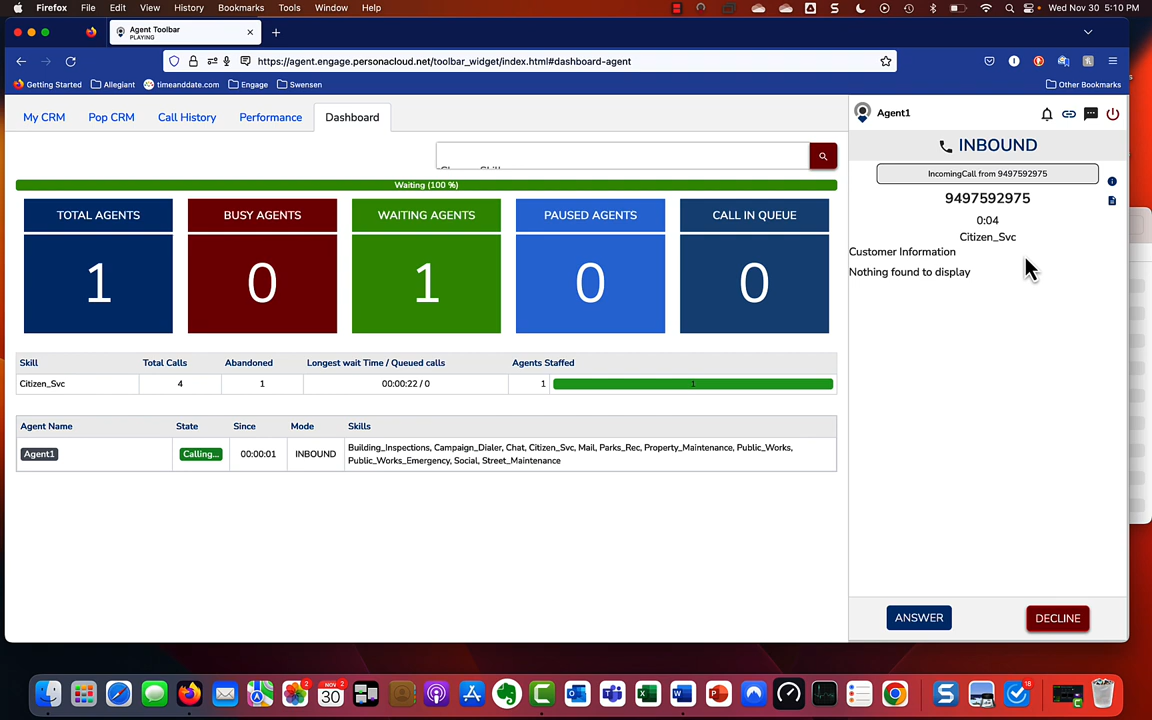 Firefox File Edit View History Bookmarks Tools Window Help
Wed Nov 30 5:10 PM
Agent Toolbar
PLAYING
https://agent.engage.personacloud.net/toolbar_widget/index.html#dashboard-agent
Getting Started Allegiant timeanddate.com Engage Swensen Other Bookmarks
My CRM Pop CRM Call History Performance Dashboard
Agent1
INBOUND
IncomingCall from 9497592975
9497592975
0:04
Citizen_Svc
Customer Information
Nothing found to display
Waiting (100 %)
TOTAL AGENTS BUSY AGENTS WAITING AGENTS PAUSED AGENTS CALL IN QUEUE
1 0 1 0 0
Skill Total Calls Abandoned Longest wait Time / Queued calls Agents Staffed
Citizen_Svc 4 1 00:00:22 / 0 1 1
Agent Name State Since Mode Skills
Agent1 Calling... 00:00:01 INBOUND Building_Inspections, Campaign_Dialer, Chat, Citizen_Svc, Mail, Parks_Rec, Property_Maintenance, Public_Works,
Public_Works_Emergency, Social, Street_Maintenance
ANSWER DECLINE
NOV
30